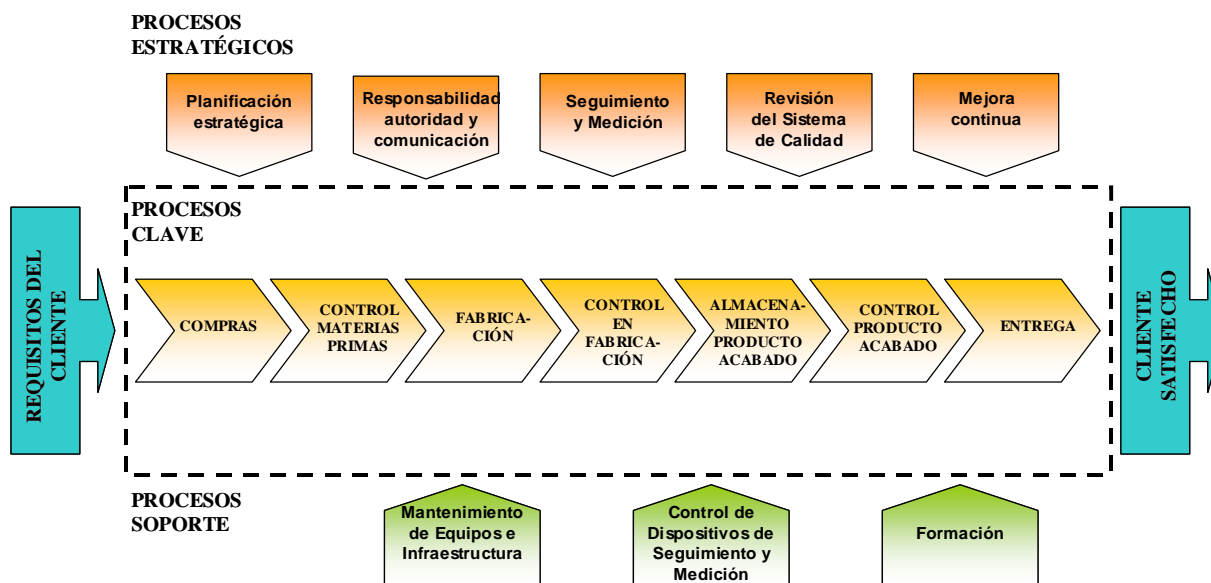 PROCESOS
ESTRATÉGICOS
Planificación
estratégica
Responsabilidad
autoridad y
comunicación
Seguimiento
y Medición
Revisión
del Sistema
de Calidad
Mejora
continua
REQUISITOS DEL
CLIENTE
PROCESOS
CLAVE
COMPRAS
CONTROL
MATERIAS
PRIMAS
FABRICA-
CIÓN
CONTROL
EN
FABRICA-
CIÓN
ALMACENA-
MIENTO
PRODUCTO
ACABADO
CONTROL
PRODUCTO
ACABADO
ENTREGA
CLIENTE
SATISFECHO
PROCESOS
SOPORTE
Mantenimiento
de Equipos e
Infraestructura
Control de
Dispositivos de
Seguimiento y
Medición
Formación